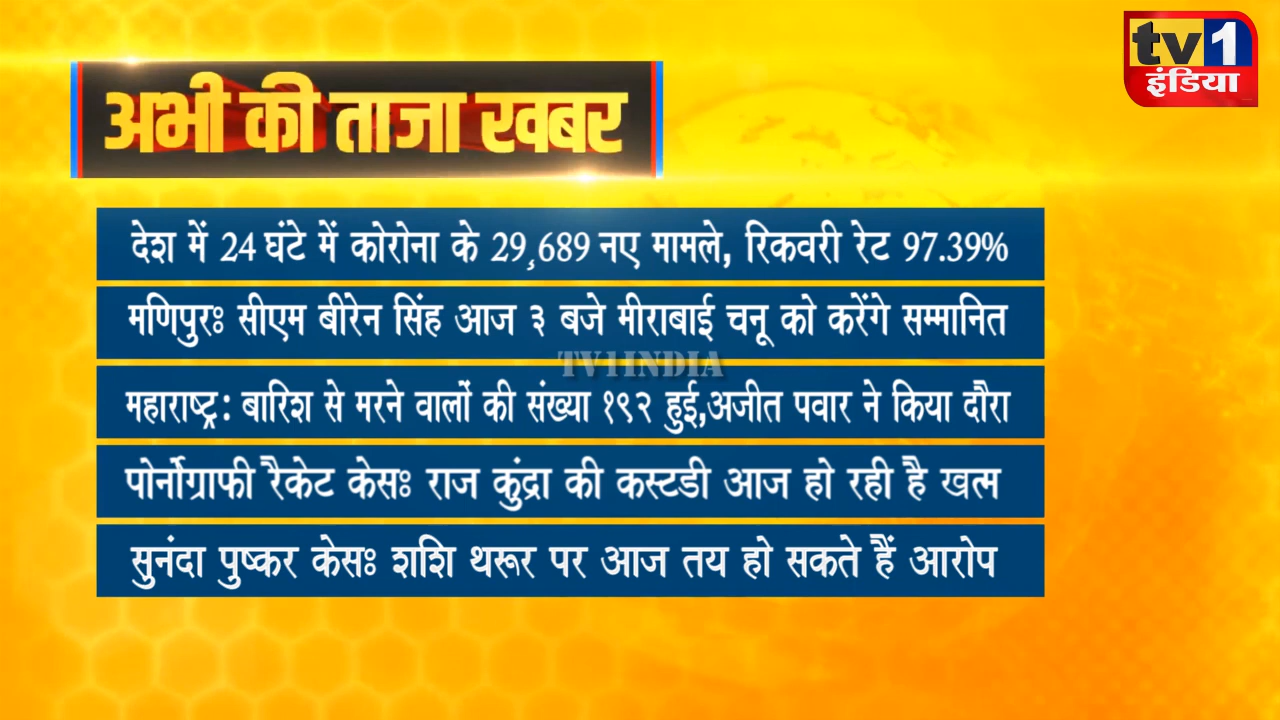 tv1
इंडिया
अभी की ताजा खबर
देश में 24 घंटे में कोरोना के 29,689 नए मामले, रिकवरी रेट 97.39%
मणिपुरः सीएम बीरेन सिंह आज ३ बजे मीराबाई चनू को करेंगे सम्मानित
TV1INDIA
महाराष्ट्र: बारिश से मरने वालों की संख्या १९२ हुई,अजीत पवार ने किया दौरा
पोर्नोग्राफी रैकेट केसः राज कुंद्रा की कस्टडी आज हो रही है खत्म
सुनंदा पुष्कर केसः शशि थरूर पर आज तय हो सकते हैं आरोप